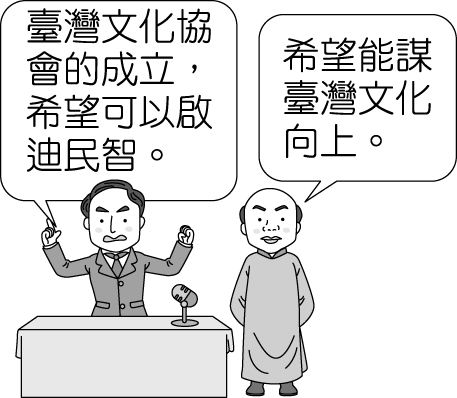 臺灣文化協
會的成立，
希望可以啟
迪民智。
希望能謀
臺灣文化
向上。